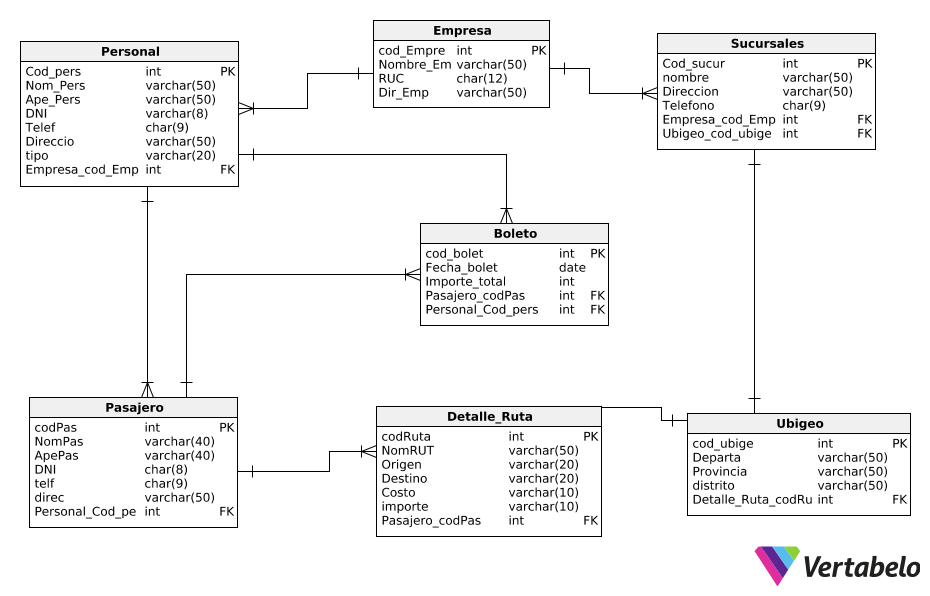 Personal
Cod_pers int PK
Nom_Pers varchar(50)
Ape_Pers varchar(50)
DNI varchar(8)
Telef char(9)
Direccio varchar(50)
tipo varchar(20)
Empresa_cod_Emp int FK
Empresa
cod_Empre int PK
Nombre_Em varchar(50)
RUC char(12)
Dir_Emp varchar(50)
Sucursales
Cod_sucur int PK
nombre varchar(50)
Direccion varchar(50)
Telefono char(9)
Empresa_cod_Emp int FK
Ubigeo_cod_ubige int FK
Boleto
cod_bolet int PK
Fecha_bolet date
Importe_total int
Pasajero_codPas int FK
Personal_Cod_pers int FK
Pasajero
codPas int PK
NomPas varchar(40)
ApePas varchar(40)
DNI char(8)
telf char(9)
direc varchar(50)
Personal_Cod_pe int FK
Detalle_Ruta
codRuta int PK
NomRUT varchar(50)
Origen varchar(20)
Destino varchar(20)
Costo varchar(10)
importe varchar(10)
Pasajero_codPas int FK
Ubigeo
cod_ubige int PK
Departa varchar(50)
Provincia varchar(50)
distrito varchar(50)
Detalle_Ruta_codRu int FK
Vertabelo